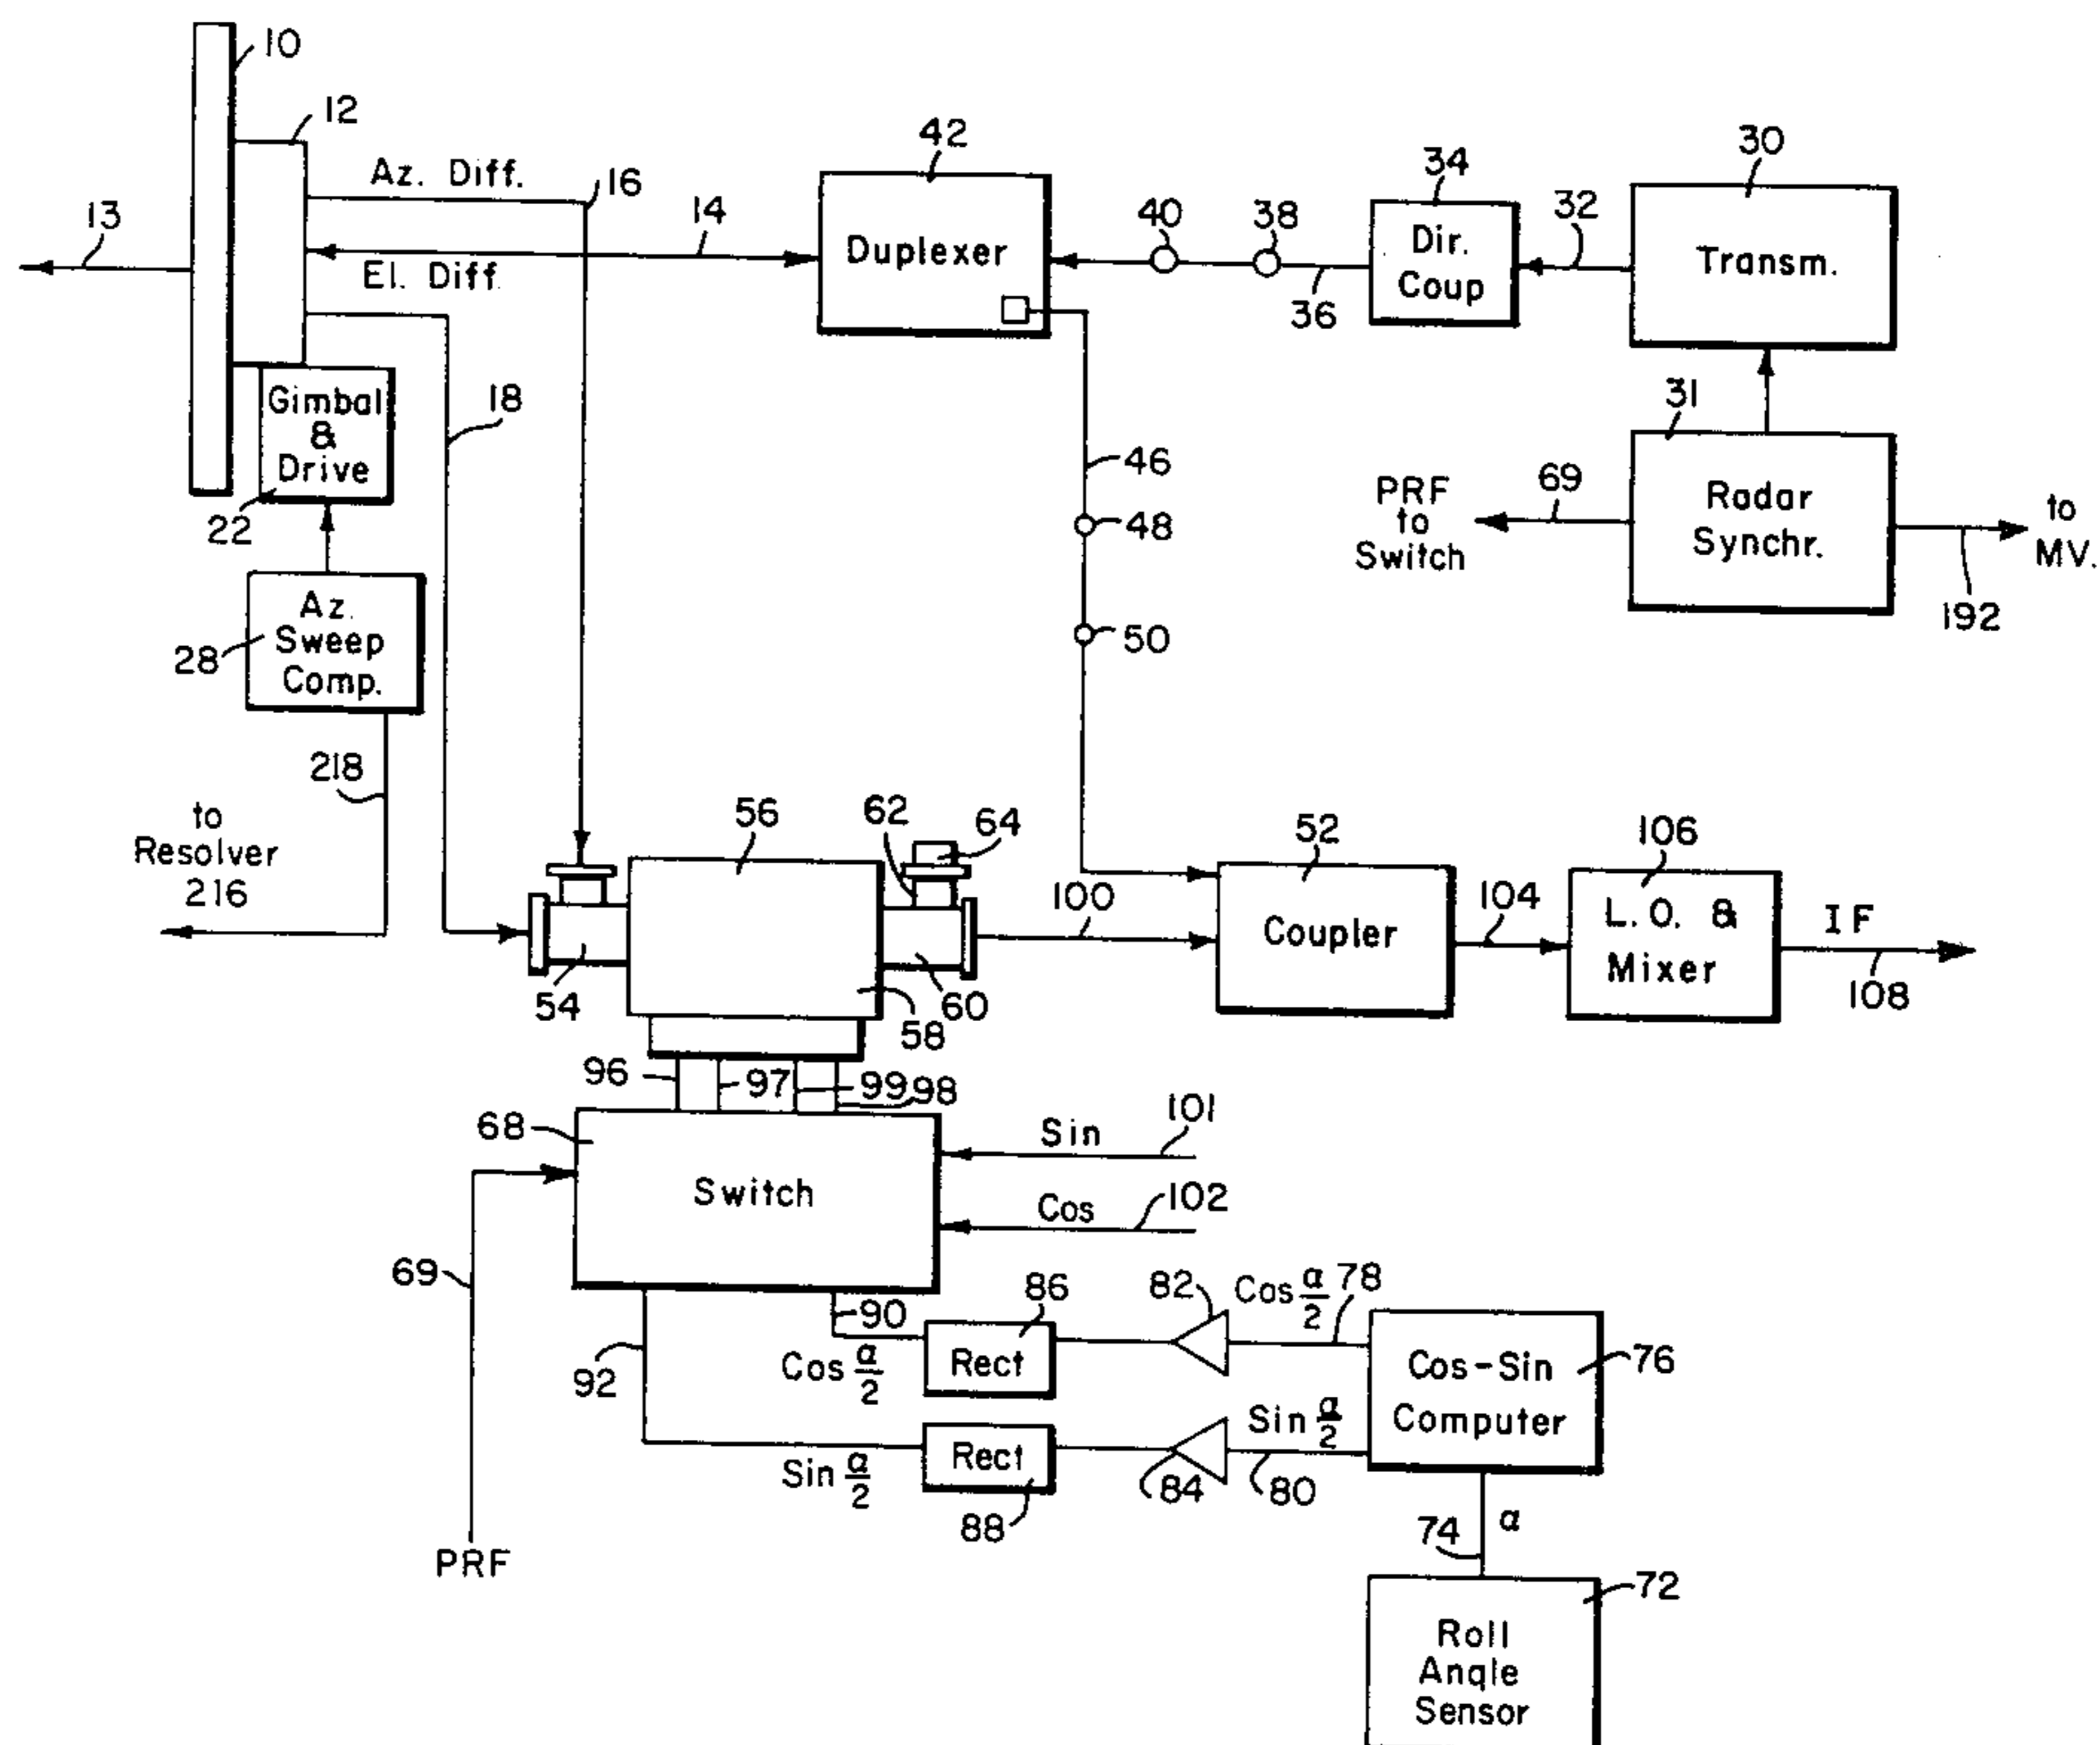 10
12
Az. Diff.
16
13
14
El. Diff
42
Duplexer
40
38
36
34
Dir.
Coup
32
30
Transm.
31
Radar
Synchr.
69
PRF
to
Switch
to
MV.
192
Gimbal
&
Drive
22
18
46
48
50
Az.
Sweep
Comp.
28
218
to
Resolver
216
56
62
64
54
58
60
100
52
Coupler
104
106
L.O. &
Mixer
IF
108
96
97
99
98
68
Switch
Sin
101
Cos
102
69
PRF
90
92
Cos α/2
86
Rect
82
Cos α/2
78
Cos-Sin
Computer
76
Sin α/2
88
Rect
84
Sin α/2
80
74
α
72
Roll
Angle
Sensor